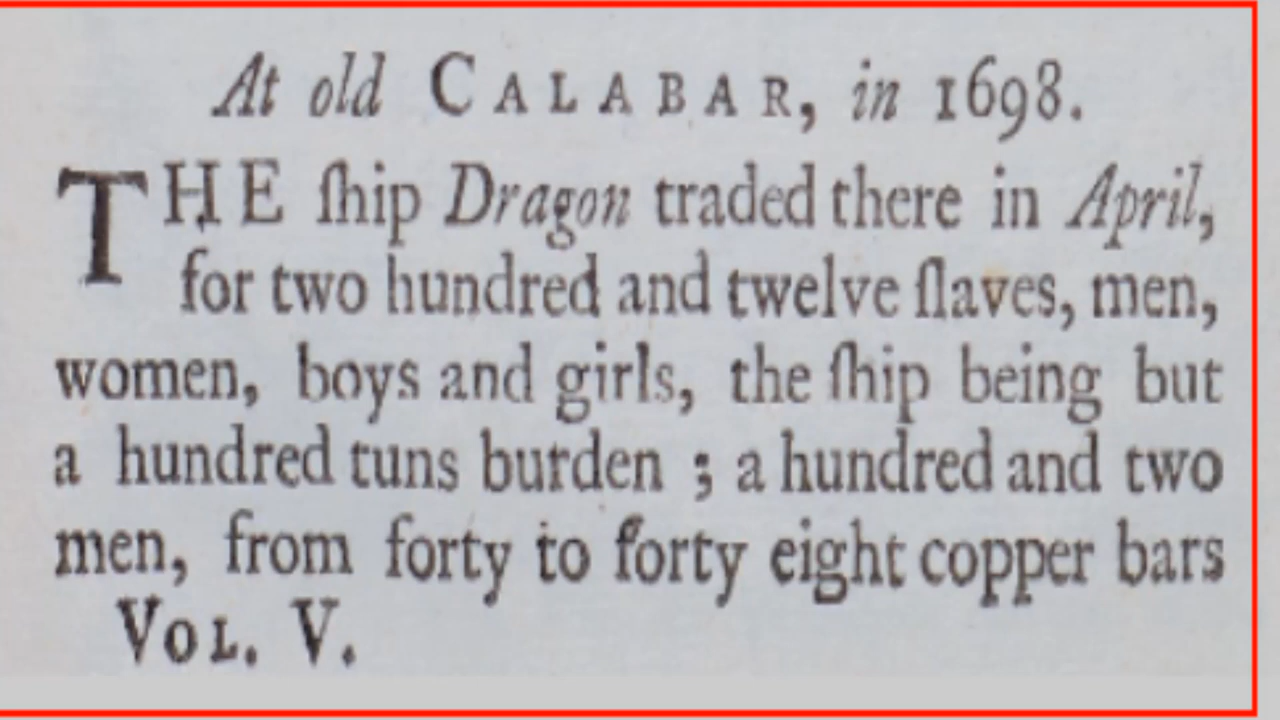 At old CALABAR, in 1698.
THE ſhip Dragon traded there in April,
for two hundred and twelve ſlaves, men,
women, boys and girls, the ſhip being but
a hundred tuns burden ; a hundred and two
men, from forty to forty eight copper bars
VOL. V.